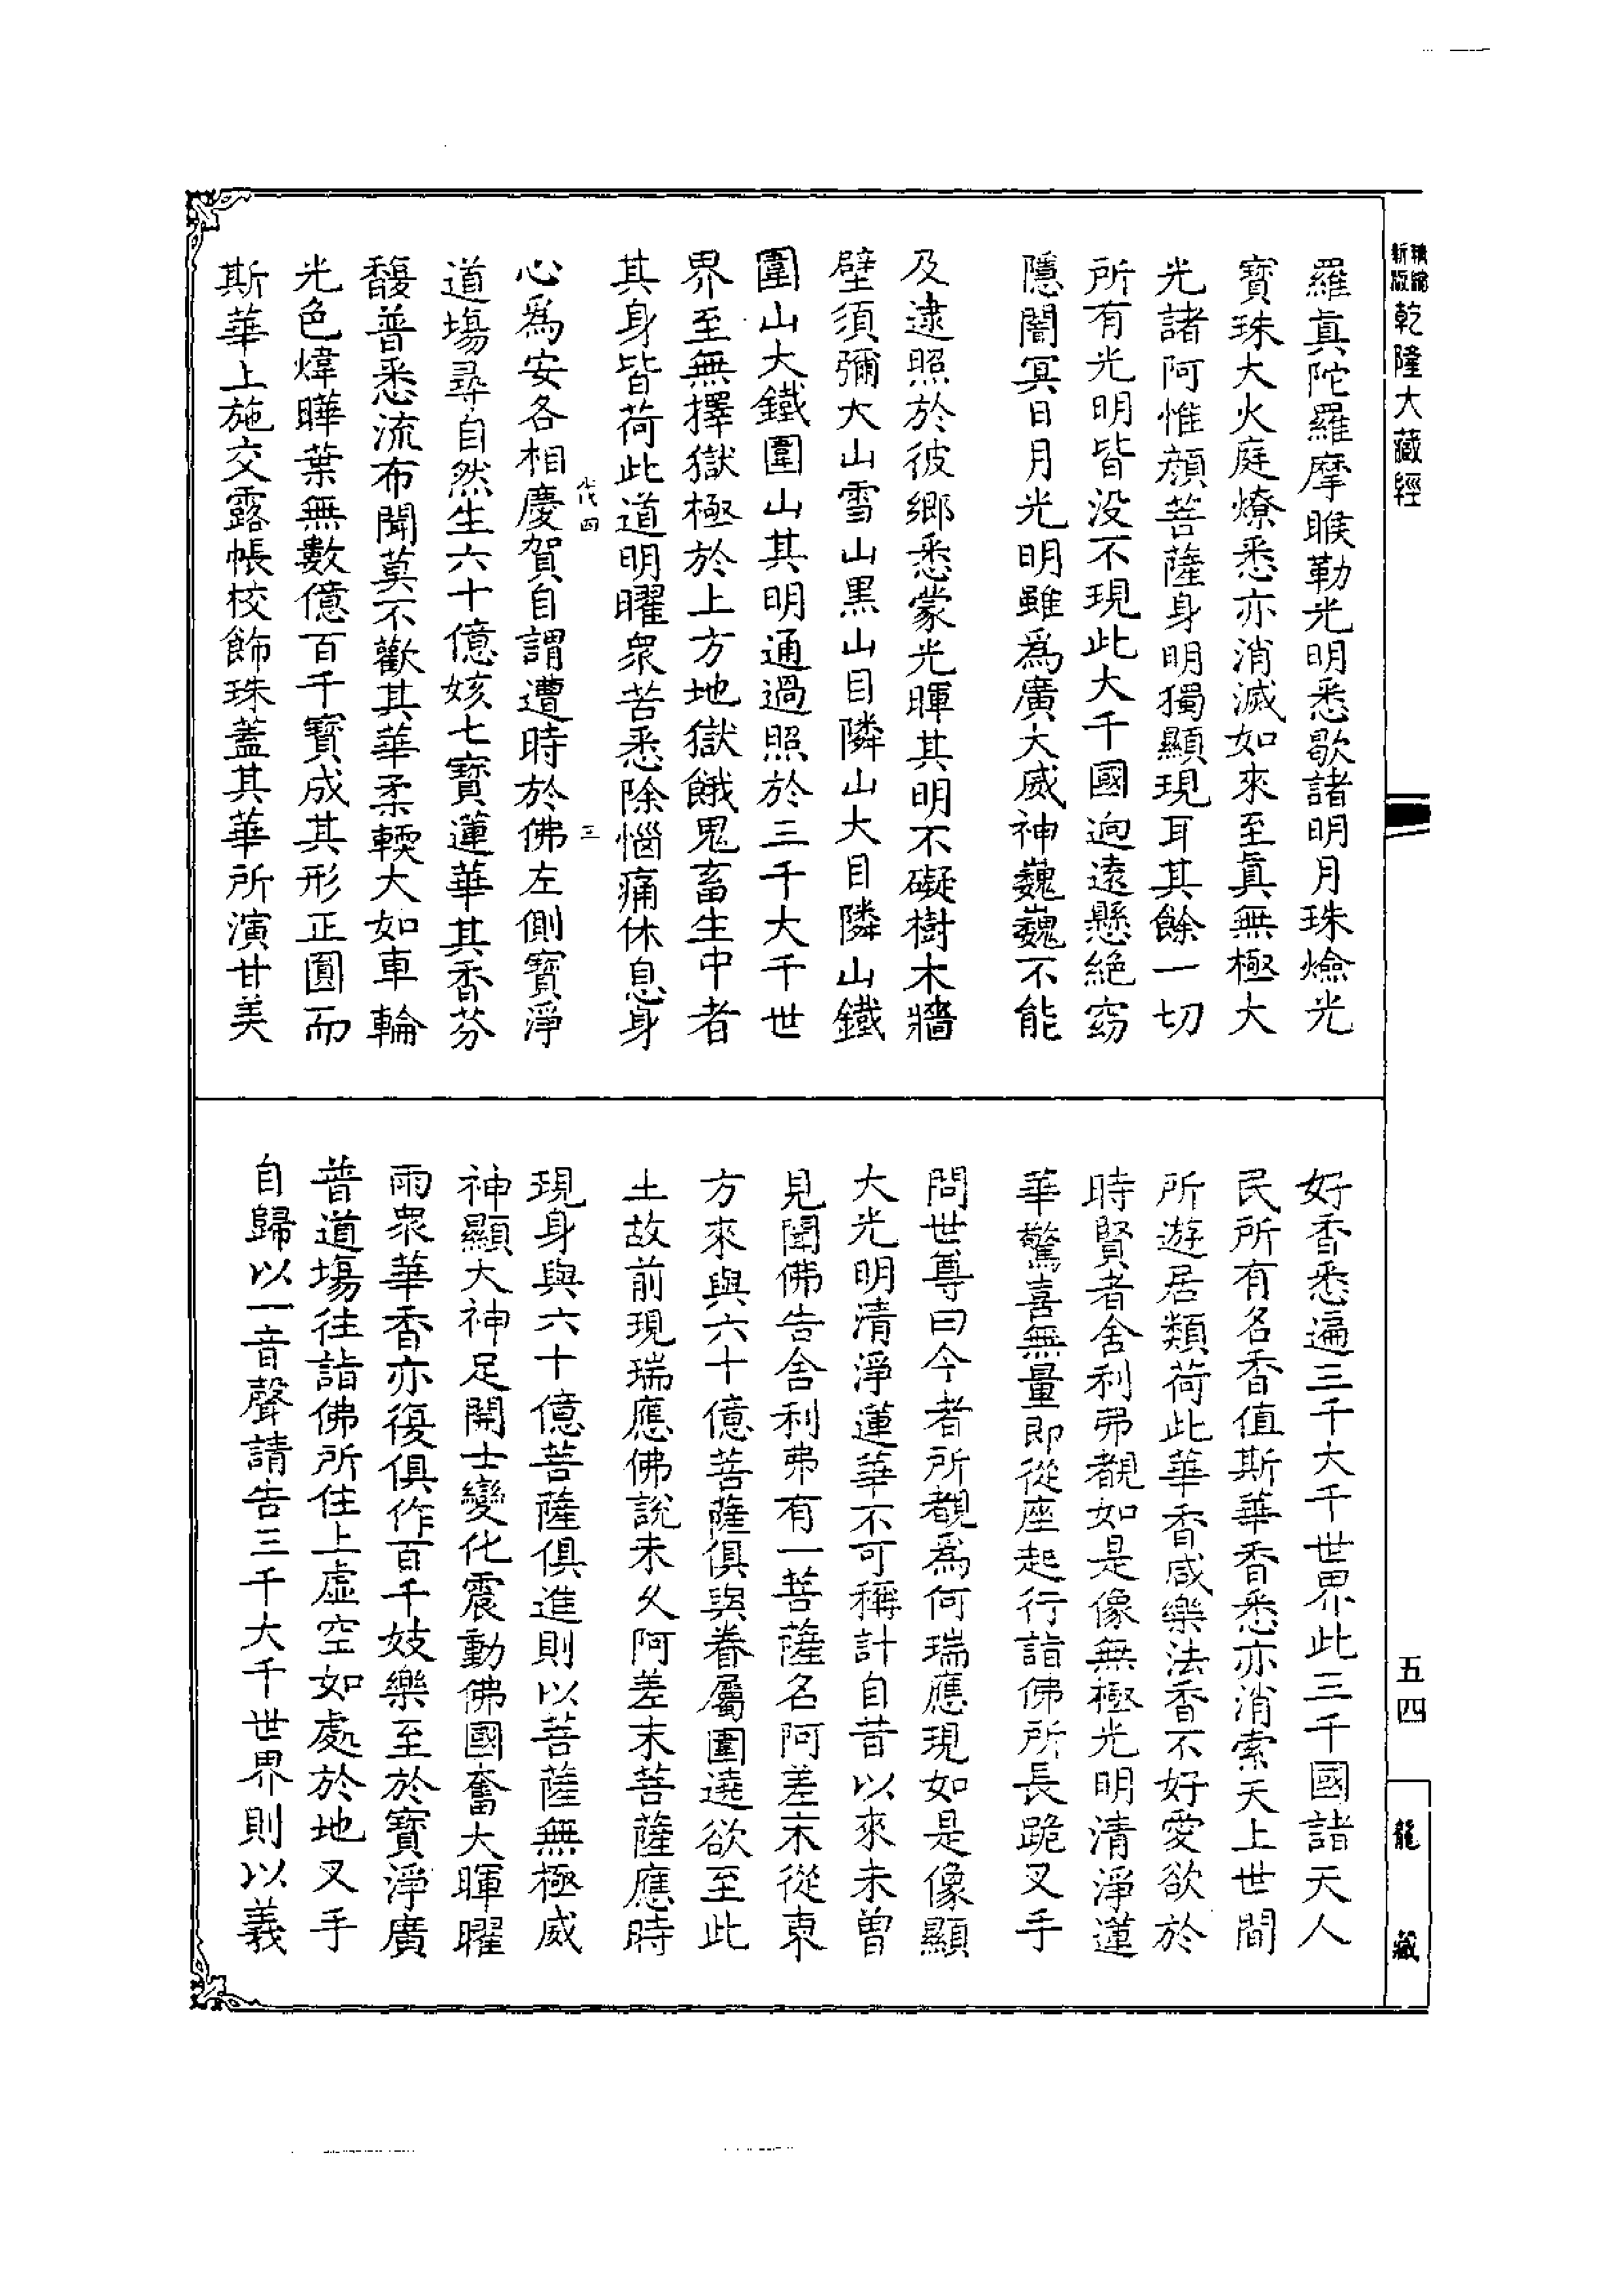 新版精縮乾隆大藏經
羅真陀羅摩睺勒光明悉歇諸明月珠燄光
寶珠大火庭燎悉亦消滅如來至真無極大
光諸阿惟顏菩薩身明獨顯現耳其餘一切
所有光明皆没不現此大千國逈遠懸絕窈
隱闇冥日月光明雖爲廣大威神巍巍不能
及逮照於彼鄉悉蒙光暉其明不礙樹木牆
壁須彌大山雪山黑山目隣山大目隣山鐵
圍山大鐵圍山其明通過照於三千大千世
界至無擇獄極於上方地獄餓鬼畜生中者
其身皆荷此道明曜衆苦悉除惱痛休息身
四
三
心爲安各相慶賀自謂遭時於佛左側寶淨
道塲尋自然生六十億姟七寶蓮華其香芬
馥普悉流布聞莫不歡其華柔輭大如車輪
光色煒曄葉無數億百千寶成其形正圓而
斯華上施交露帳校飾珠蓋其華所演甘美
好香悉遍三千大千世界此三千國諸天人
民所有名香值斯華香悉亦消索天上世間
所遊居類荷此華香咸樂法香不好愛欲於
時賢者舍利弗覩如是像無極光明清淨蓮
華驚喜無量即從座起行詣佛所長跪叉手
問世尊曰今者所覩爲何瑞應現如是像顯
大光明清淨蓮華不可稱計自昔以來未曾
見聞佛告舍利弗有一菩薩名阿差末從東
方來與六十億菩薩俱與眷屬圍遶欲至此
土故前現瑞應佛說未久阿差末菩薩應時
現身與六十億菩薩俱進則以菩薩無極威
神顯大神足開士變化震動佛國奮大暉曜
雨衆華香亦復俱作百千妓樂至於寶淨廣
普道塲往詣佛所住上虛空如處於地叉手
自歸以一音聲請告三千大千世界則以義
五四
龍藏